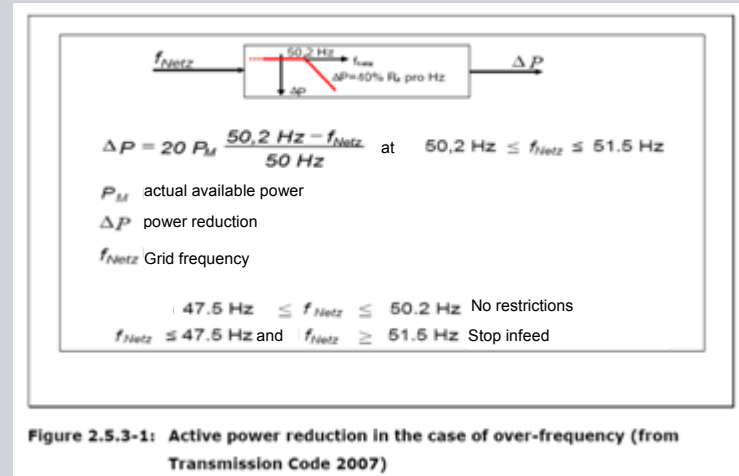 50,2 Hz
f_Netz
f_Netz
ΔP
ΔP=40% P_M pro Hz
ΔP
ΔP = 20 P_M (50,2 Hz − f_Netz) / 50 Hz at 50,2 Hz ≤ f_Netz ≤ 51.5 Hz
P_M actual available power
ΔP power reduction
f_Netz Grid frequency
47.5 Hz ≤ f_Netz ≤ 50.2 Hz No restrictions
f_Netz ≤ 47.5 Hz and f_Netz ≥ 51.5 Hz Stop infeed
Figure 2.5.3-1: Active power reduction in the case of over-frequency (from
Transmission Code 2007)